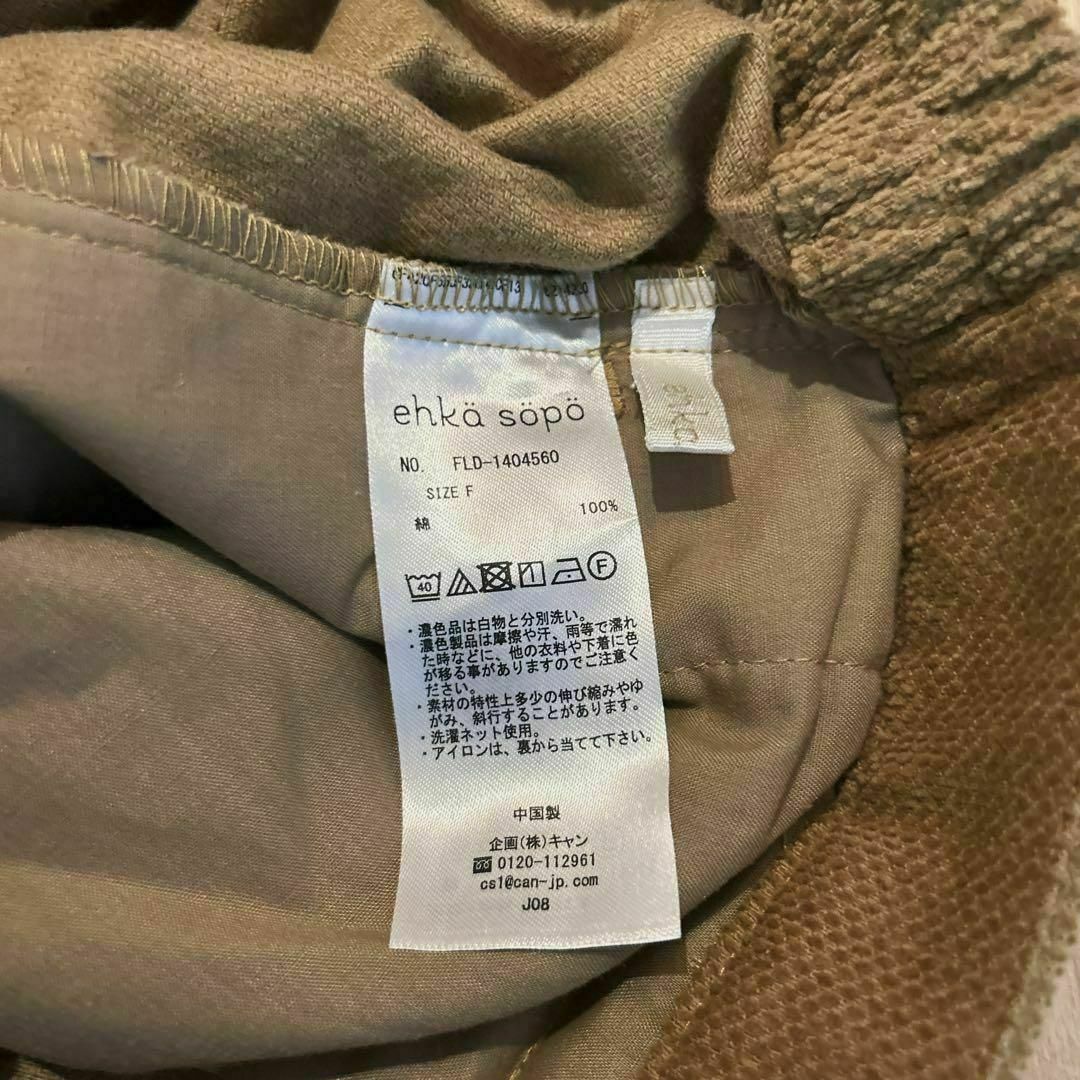 ehkä söpö
NO. FLD-1404560
SIZE F
綿 100%
40
F
・濃色品は白物と分別洗い。
・濃色製品は摩擦や汗、雨等で濡れ
た時などに、他の衣料や下着に色
が移る事がありますのでご注意く
ださい。
・素材の特性上多少の伸び縮みやゆ
がみ、斜行することがあります。
・洗濯ネット使用。
・アイロンは、裏から当てて下さい。
中国製
企画(株)キャン
0120-112961
cs1@can-jp.com
J08